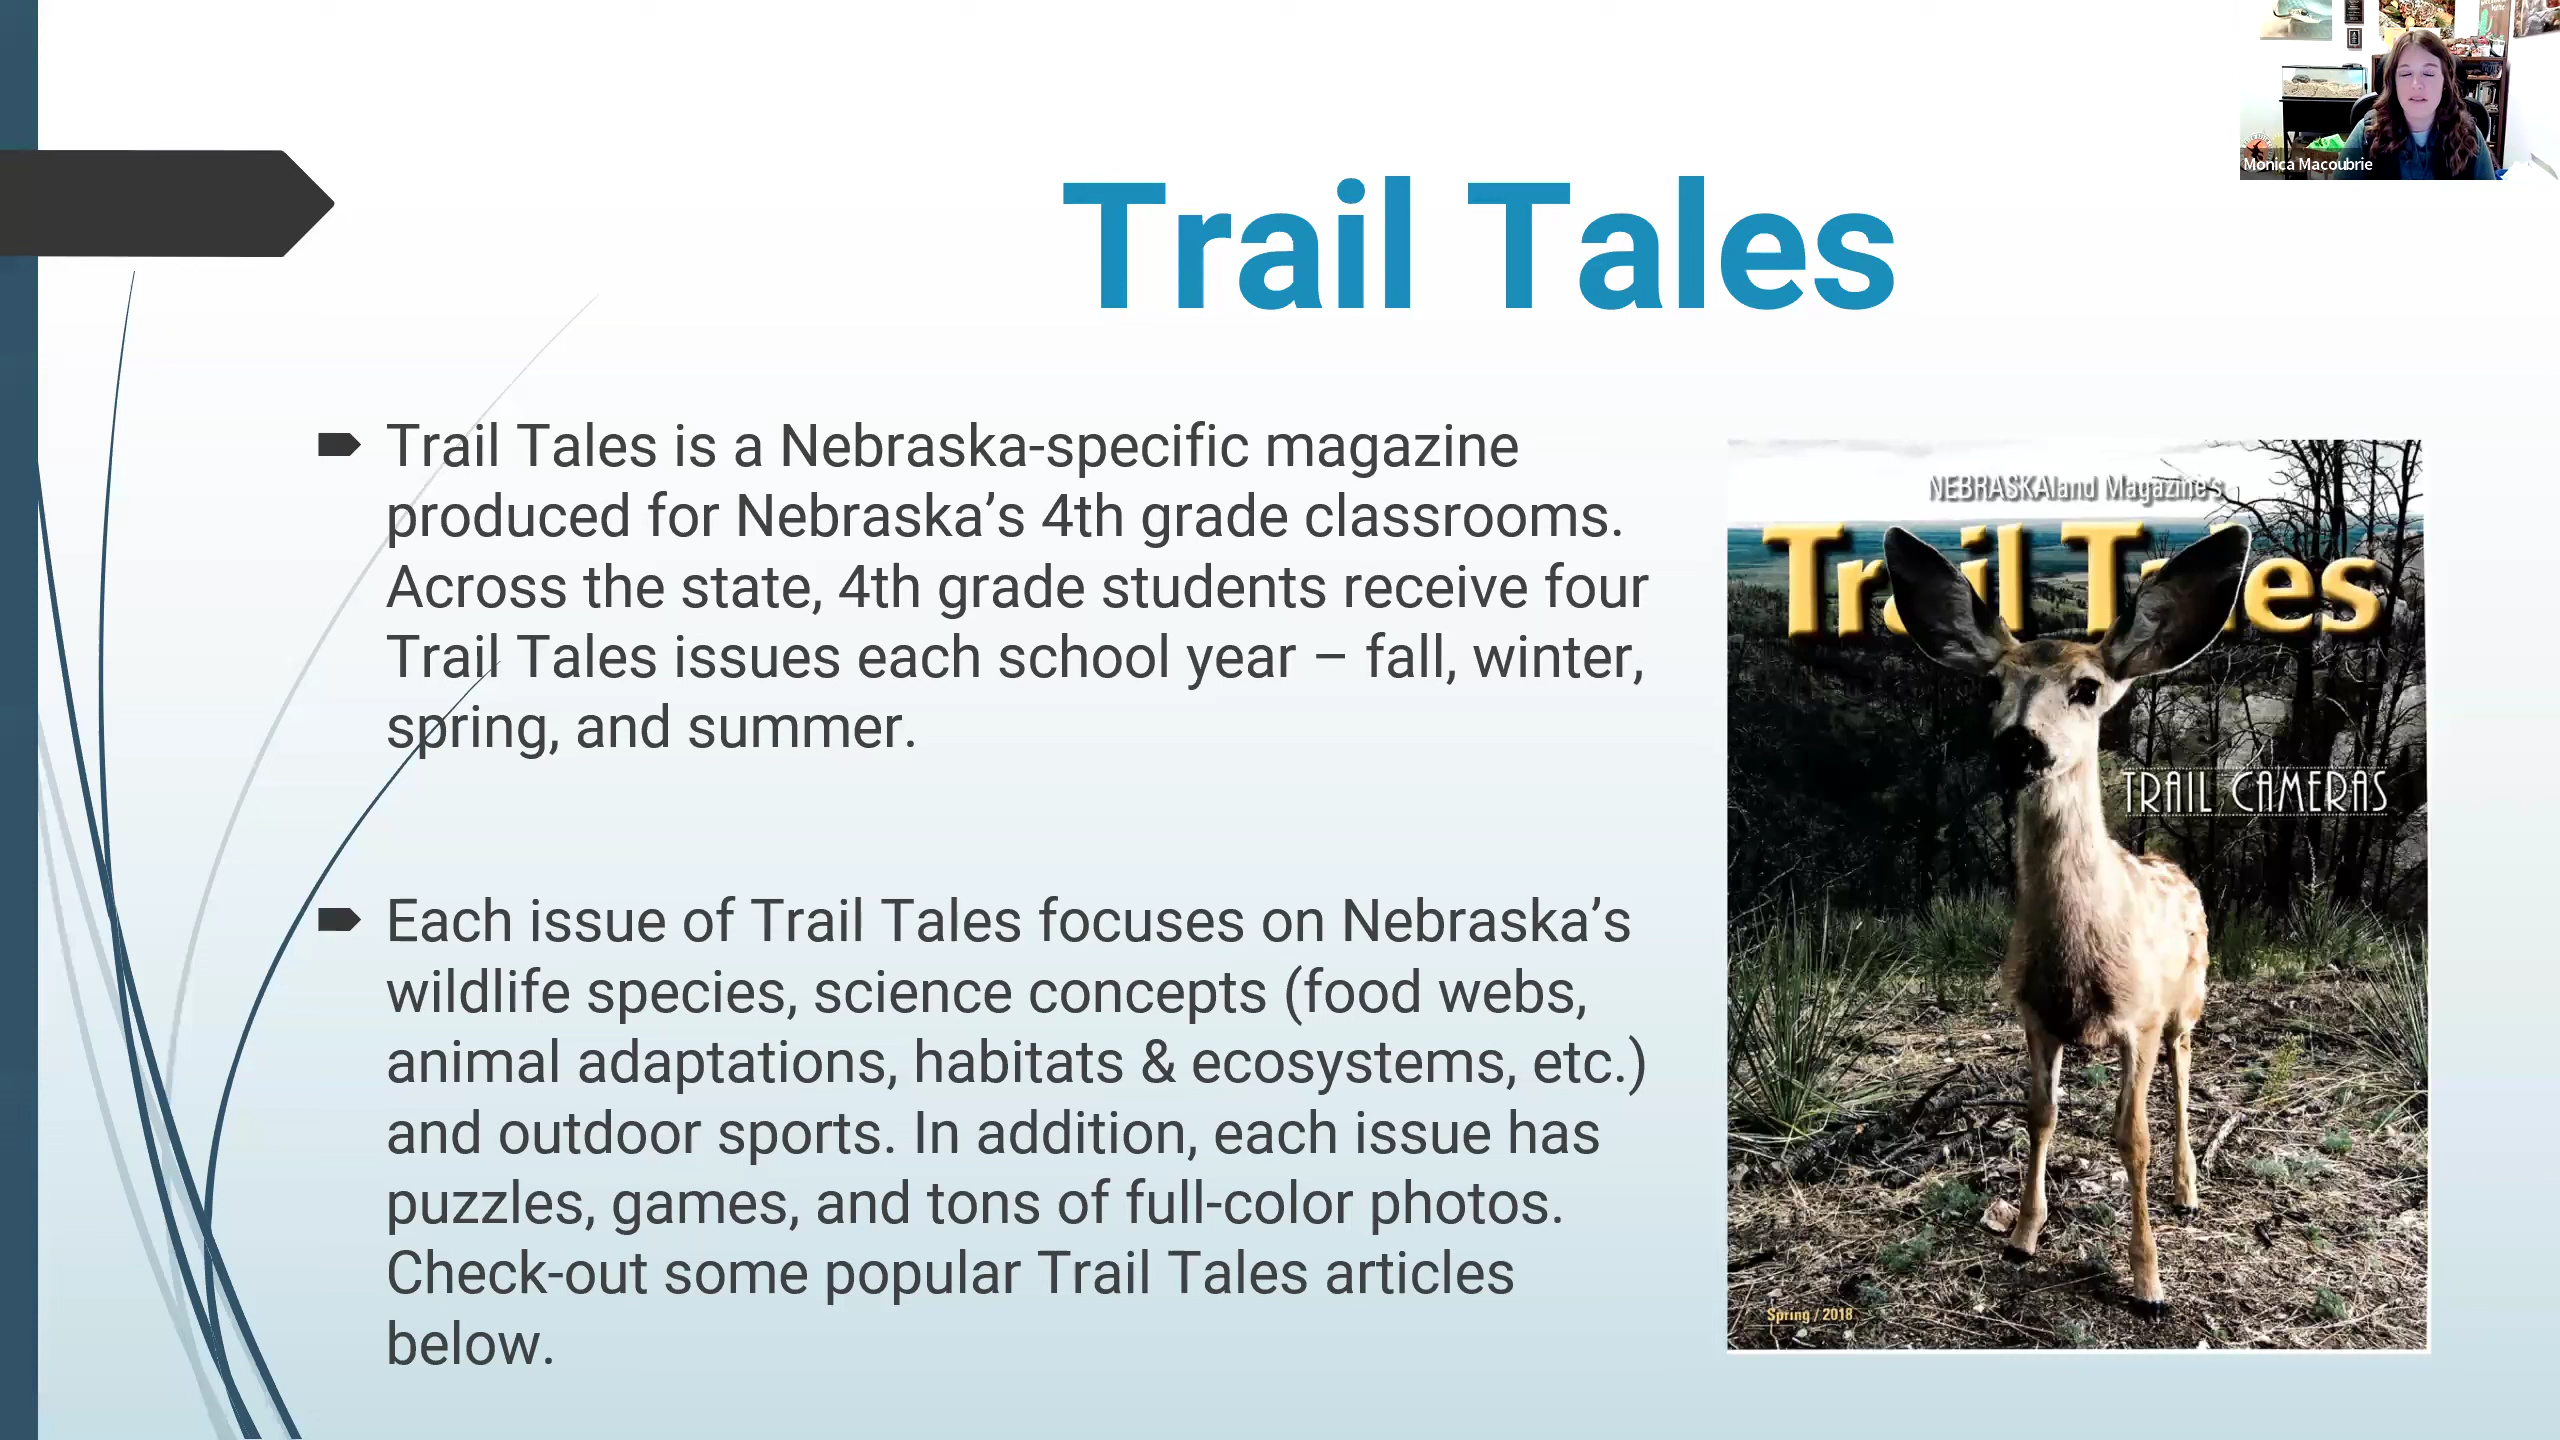 Monica Macoubrie
Trail Tales
Trail Tales is a Nebraska-specific magazine
produced for Nebraska’s 4th grade classrooms.
Across the state, 4th grade students receive four
Trail Tales issues each school year – fall, winter,
spring, and summer.
Each issue of Trail Tales focuses on Nebraska’s
wildlife species, science concepts (food webs,
animal adaptations, habitats & ecosystems, etc.)
and outdoor sports. In addition, each issue has
puzzles, games, and tons of full-color photos.
Check-out some popular Trail Tales articles
below.
NEBRASKAland Magazine's
Trail Tales
TRAIL CAMERAS
Spring / 2018